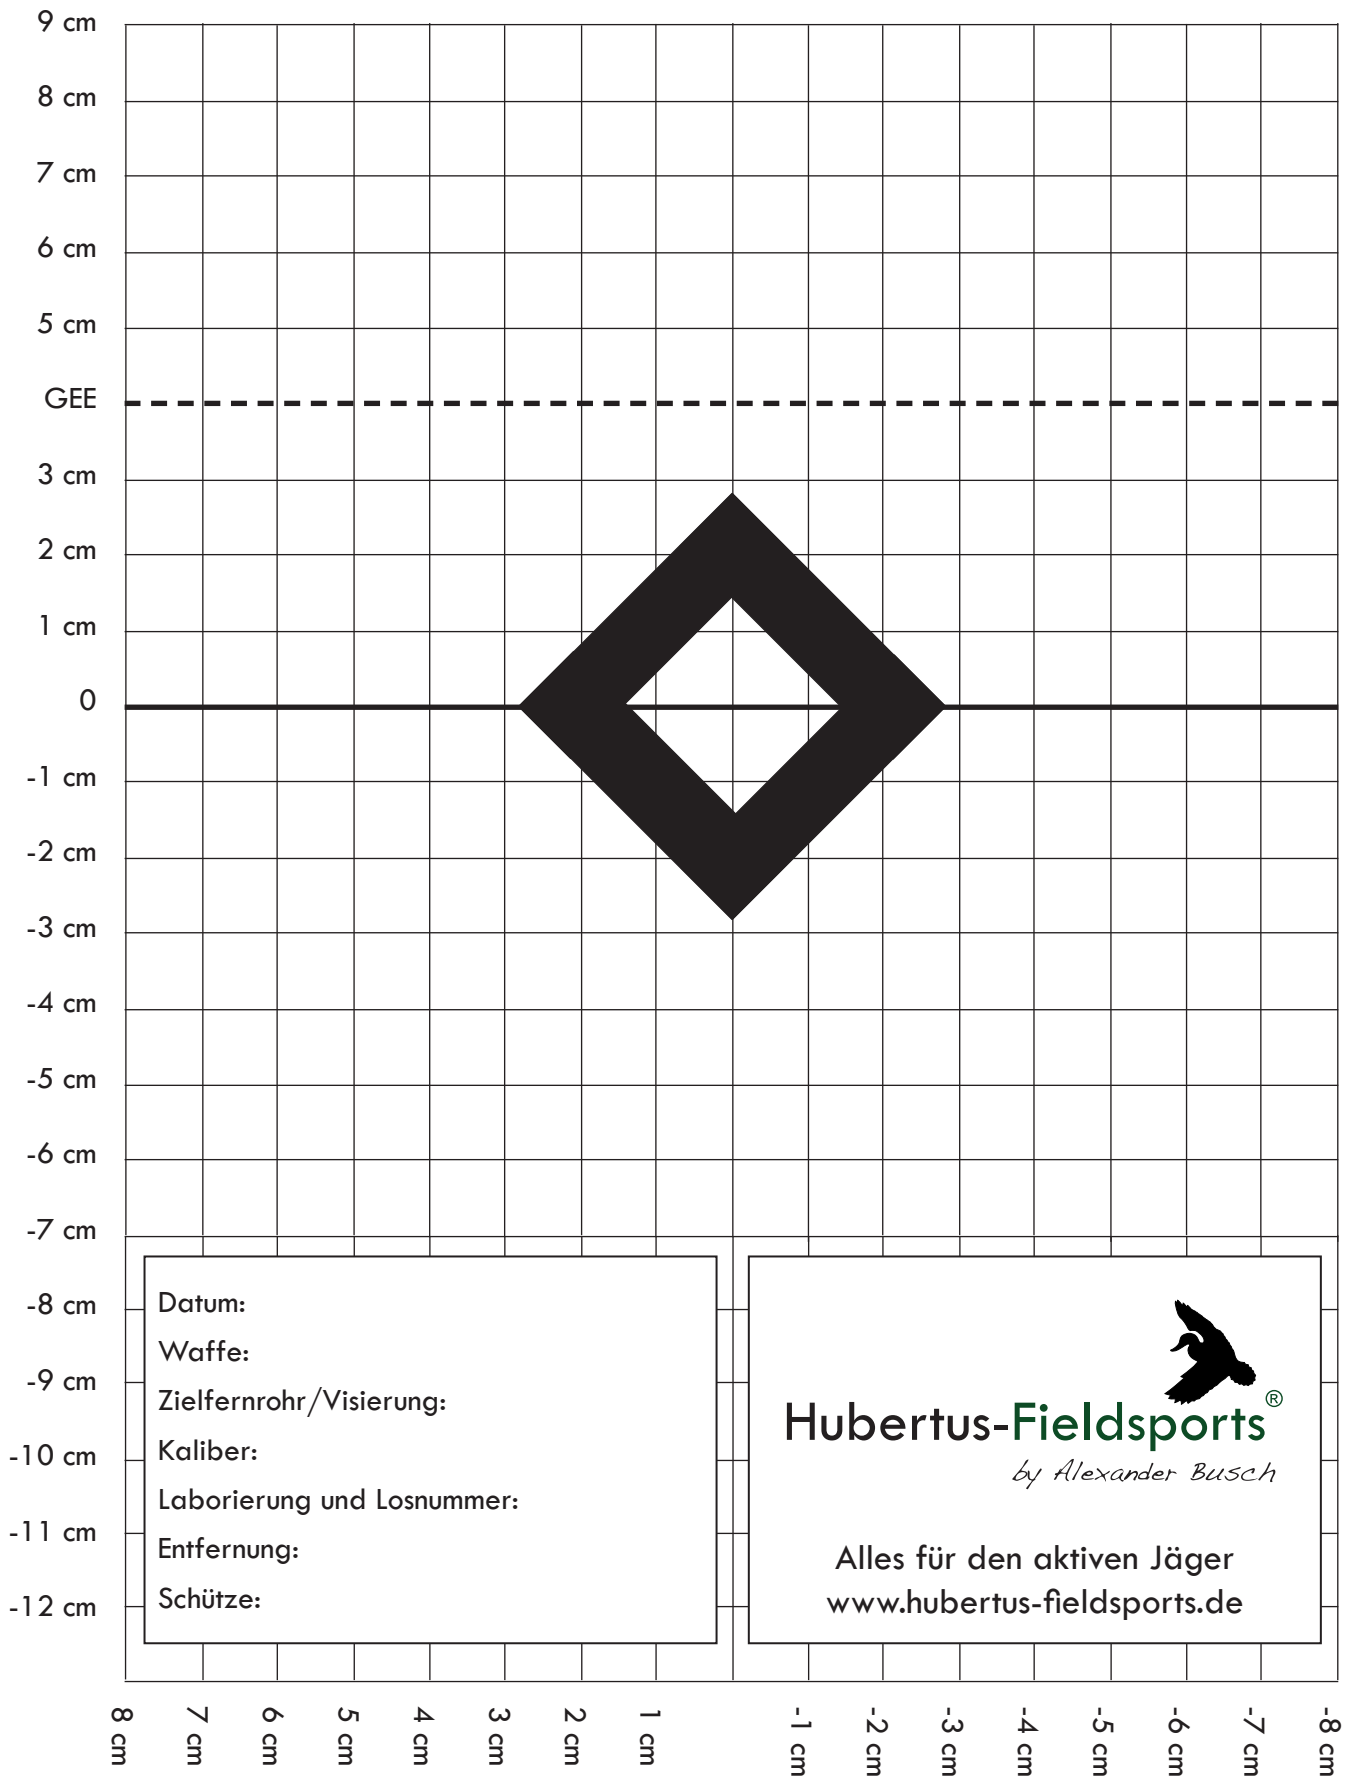 9 cm
8 cm
7 cm
6 cm
5 cm
GEE
3 cm
2 cm
1 cm
0
-1 cm
-2 cm
-3 cm
-4 cm
-5 cm
-6 cm
-7 cm
-8 cm
-9 cm
-10 cm
-11 cm
-12 cm
Datum:
Waffe:
Zielfernrohr/Visierung:
Kaliber:
Laborierung und Losnummer:
Entfernung:
Schütze:
Hubertus-Fieldsports®
by Alexander Busch
Alles für den aktiven Jäger
www.hubertus-fieldsports.de
8 cm
7 cm
6 cm
5 cm
4 cm
3 cm
2 cm
1 cm
-1 cm
-2 cm
-3 cm
-4 cm
-5 cm
-6 cm
-7 cm
-8 cm